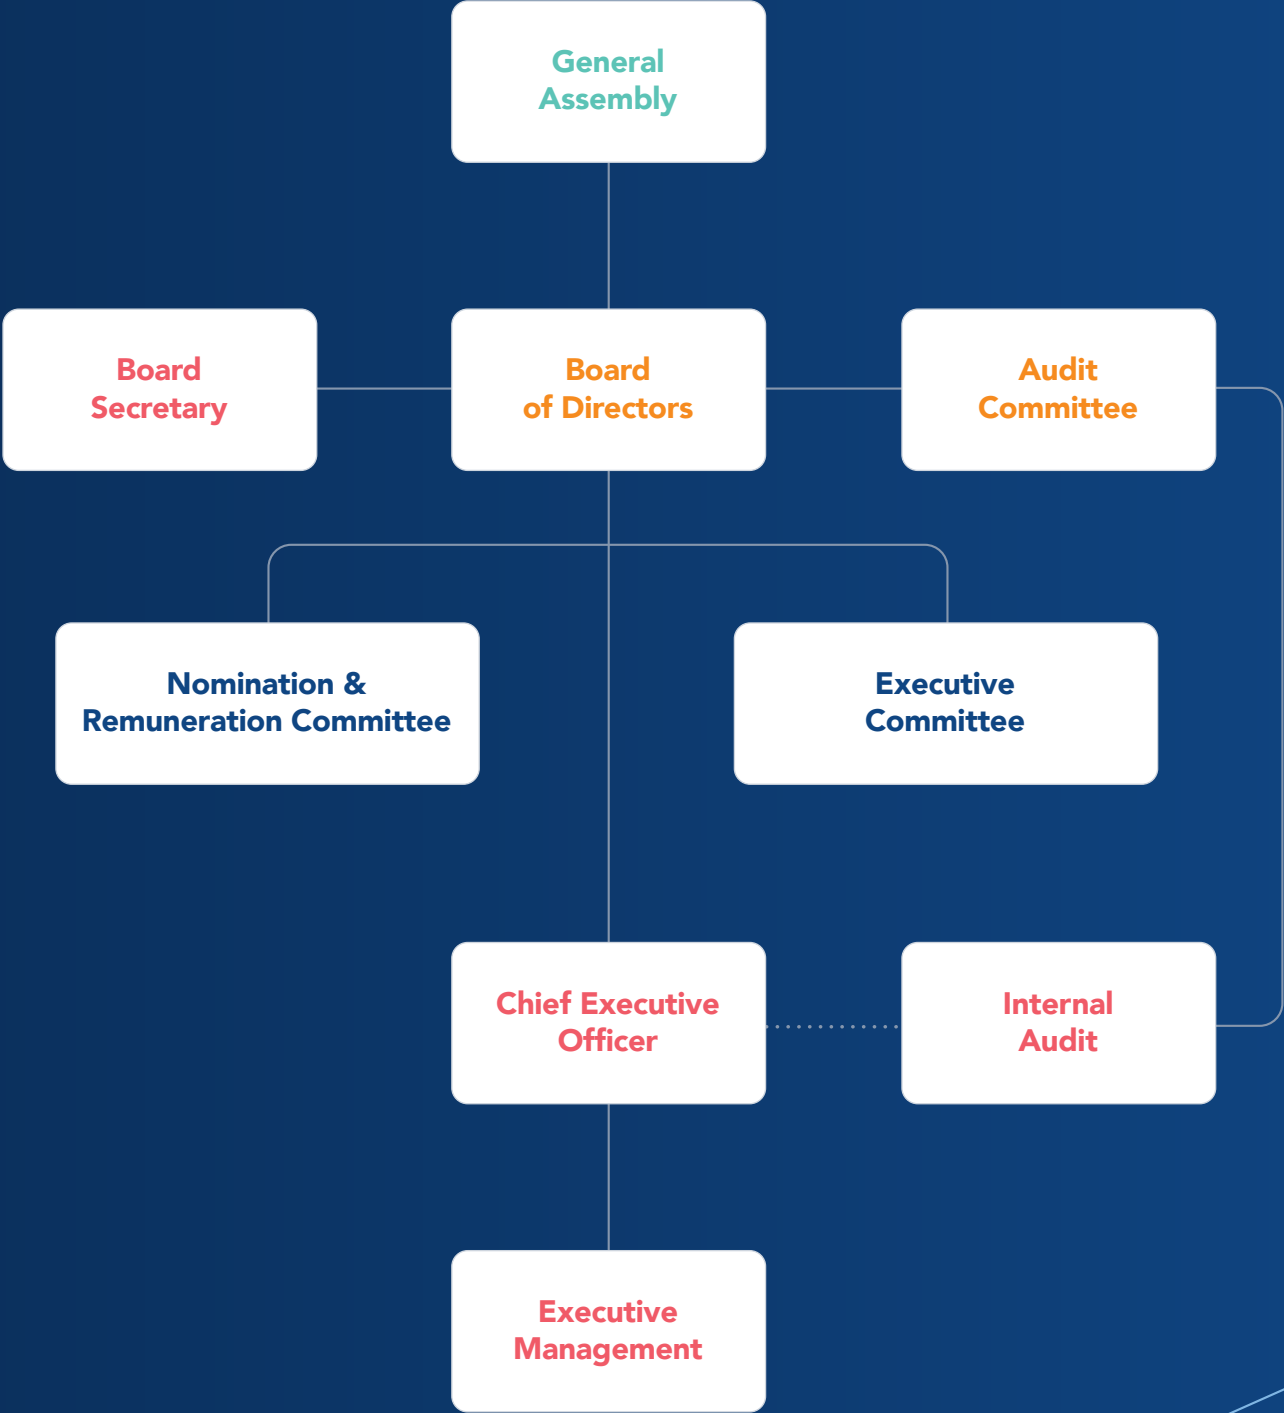 General
Assembly
Board
Secretary
Board
of Directors
Audit
Committee
Nomination &
Remuneration Committee
Executive
Committee
Chief Executive
Officer
Internal
Audit
Executive
Management